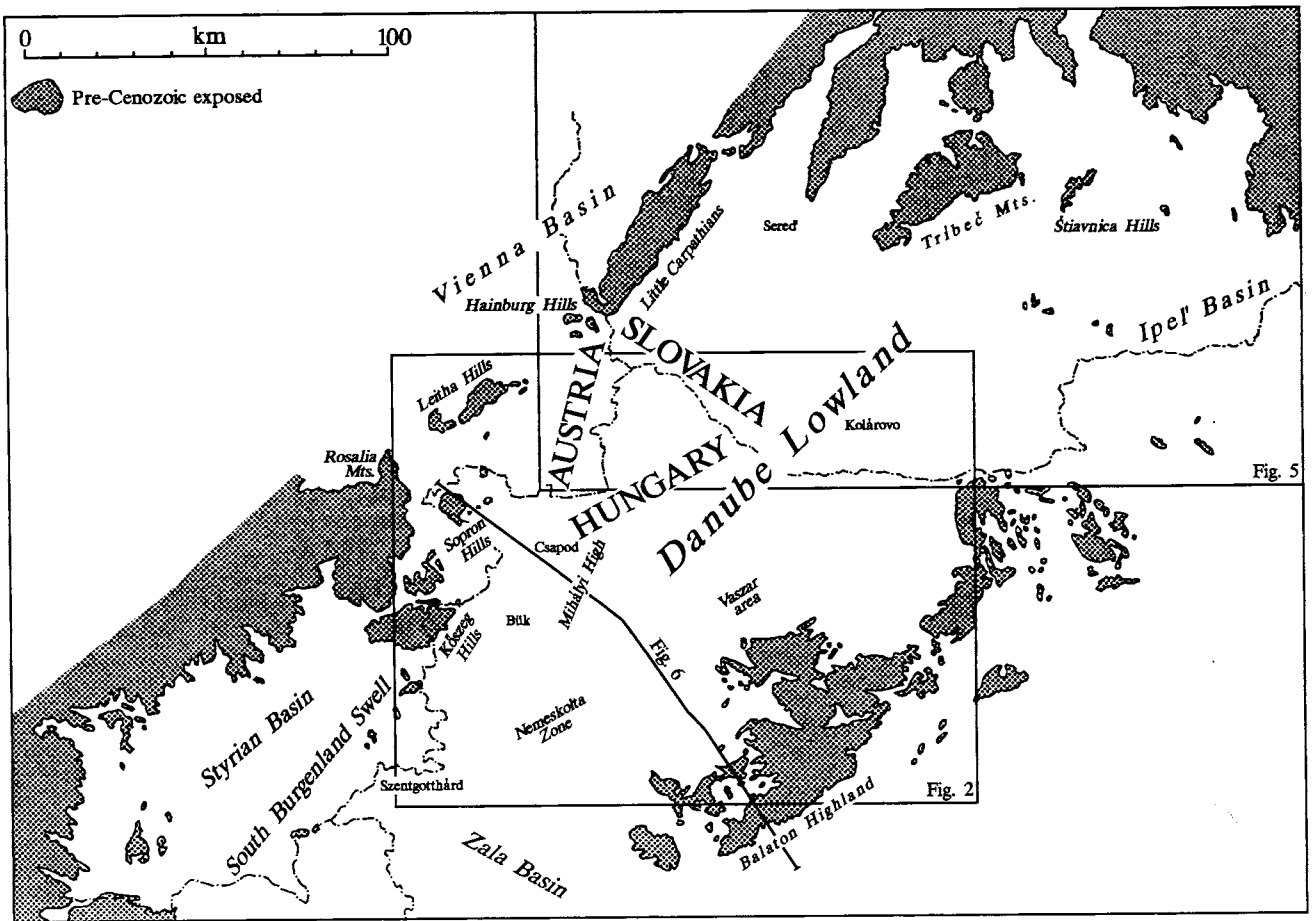 0 km 100
Pre-Cenozoic exposed
Vienna Basin
Hainburg Hills
Little Carpathians
Sereď
Tribeč Mts.
Štiavnica Hills
Ipeľ Basin
AUSTRIA
SLOVAKIA
HUNGARY
Danube Lowland
Kolárovo
Fig. 5
Leitha Hills
Rosalia
Mts.
Sopron
Hills
Csapod
Mihályi High
Vaszar
area
Bük
Kőszeg
Hills
Fig. 6
Nemeskolta
Zone
Styrian Basin
South Burgenland Swell
Szentgotthárd
Fig. 2
Balaton Highland
Zala Basin